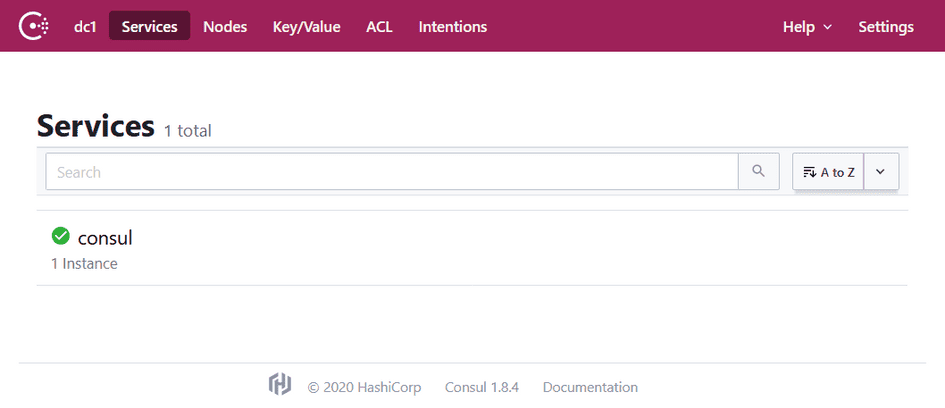 dc1 Services Nodes Key/Value ACL Intentions Help Settings
Services 1 total
Search A to Z
consul
1 Instance
© 2020 HashiCorp Consul 1.8.4 Documentation